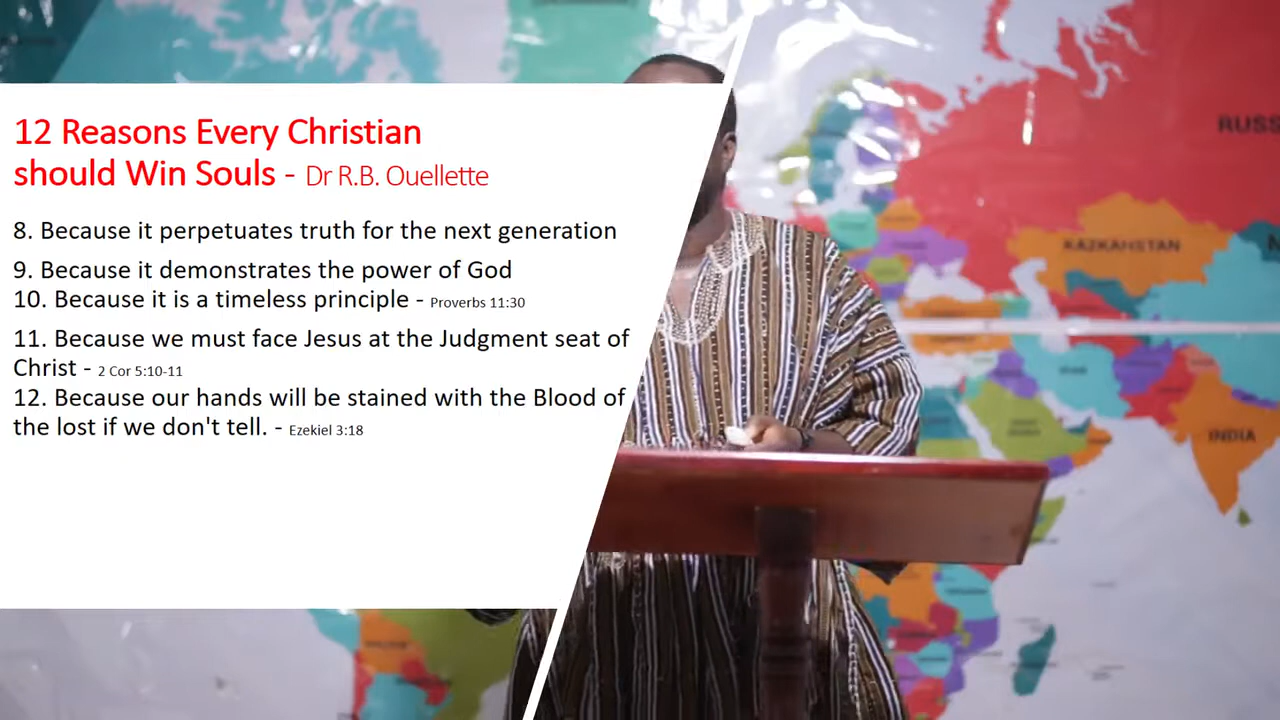 12 Reasons Every Christian
should Win Souls - Dr R.B. Ouellette
8. Because it perpetuates truth for the next generation
9. Because it demonstrates the power of God
10. Because it is a timeless principle - Proverbs 11:30
11. Because we must face Jesus at the Judgment seat of
Christ - 2 Cor 5:10-11
12. Because our hands will be stained with the Blood of
the lost if we don't tell. - Ezekiel 3:18
RUSS
KAZKAHSTAN
INDIA